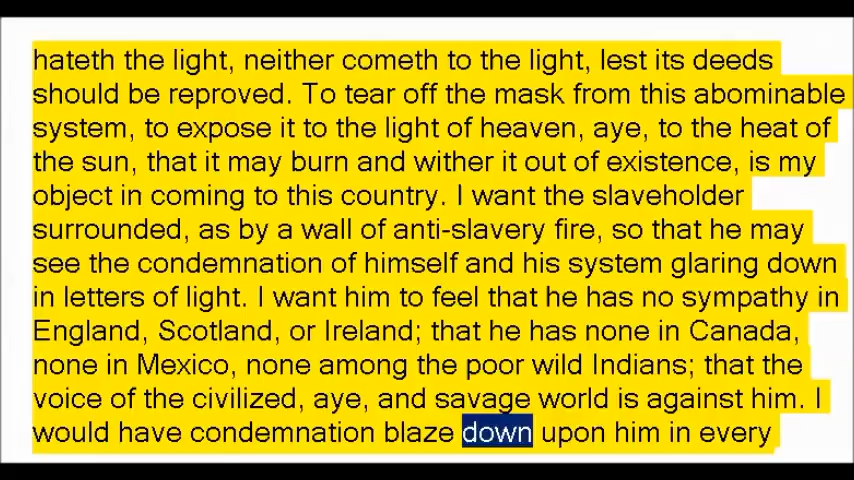 hateth the light, neither cometh to the light, lest its deeds
should be reproved. To tear off the mask from this abominable
system, to expose it to the light of heaven, aye, to the heat of
the sun, that it may burn and wither it out of existence, is my
object in coming to this country. I want the slaveholder
surrounded, as by a wall of anti-slavery fire, so that he may
see the condemnation of himself and his system glaring down
in letters of light. I want him to feel that he has no sympathy in
England, Scotland, or Ireland; that he has none in Canada,
none in Mexico, none among the poor wild Indians; that the
voice of the civilized, aye, and savage world is against him. I
would have condemnation blaze down upon him in every